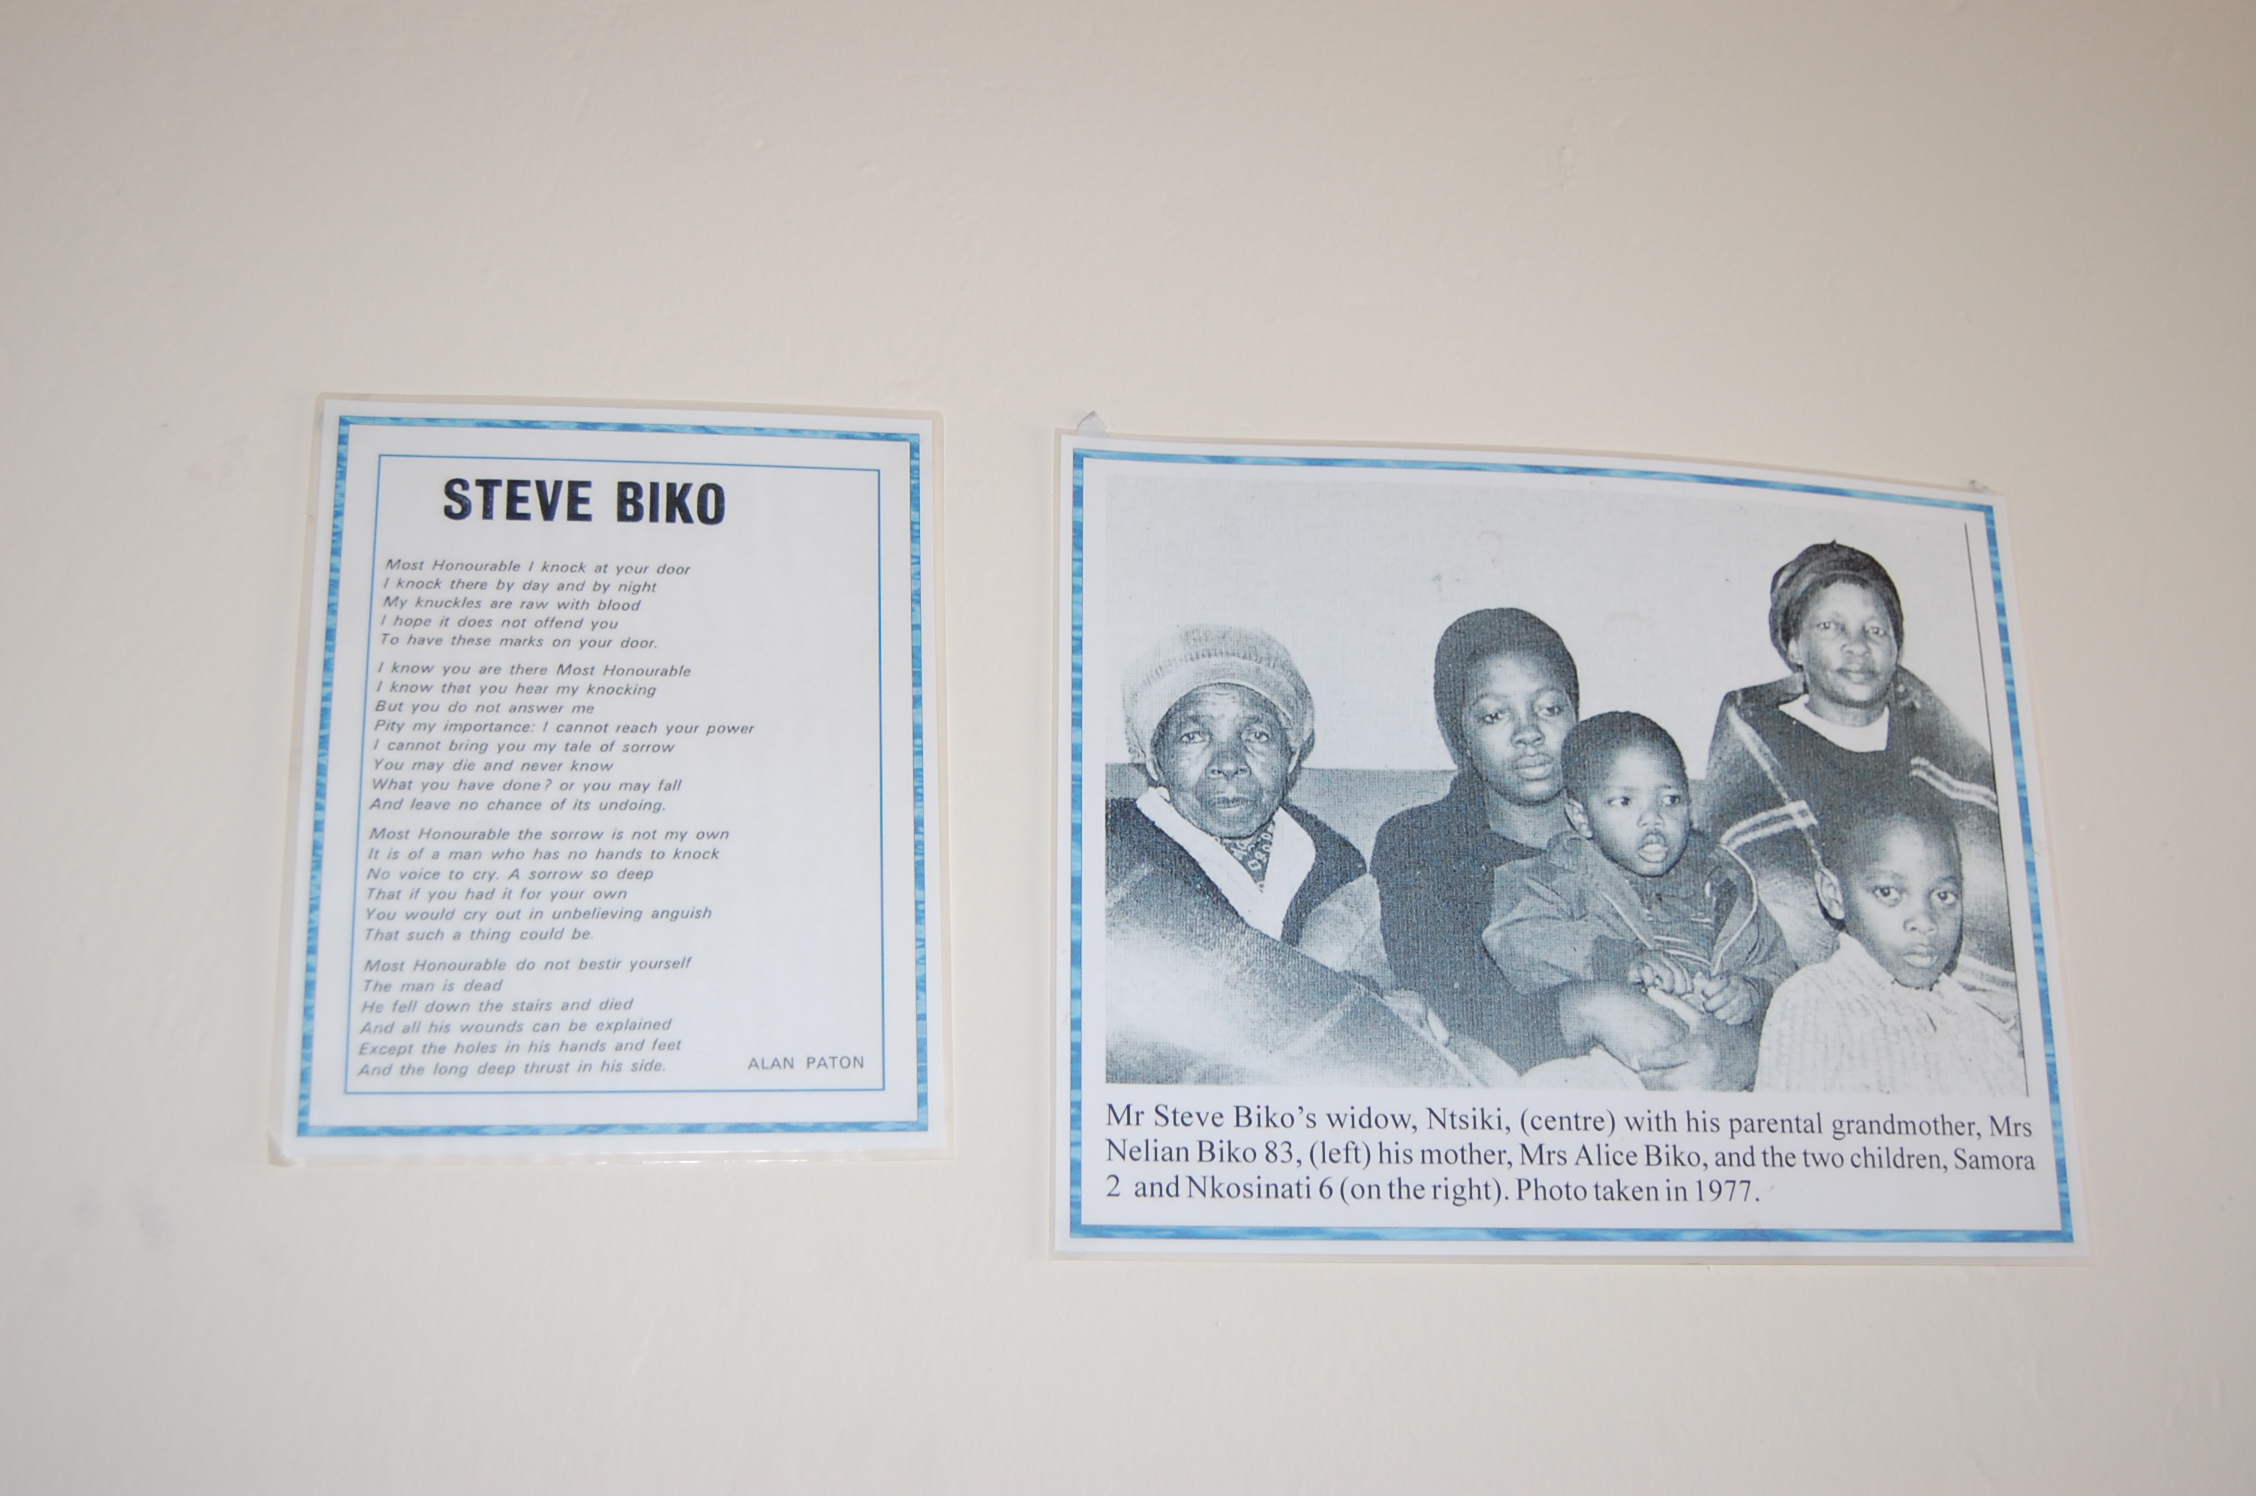 STEVE BIKO
Most Honourable I knock at your door
I knock there by day and by night
My knuckles are raw with blood
I hope it does not offend you
To have these marks on your door.
I know you are there Most Honourable
I know that you hear my knocking
But you do not answer me
Pity my importance: I cannot reach your power
I cannot bring you my tale of sorrow
You may die and never know
What you have done? or you may fall
And leave no chance of its undoing.
Most Honourable the sorrow is not my own
It is of a man who has no hands to knock
No voice to cry. A sorrow so deep
That if you had it for your own
You would cry out in unbelieving anguish
That such a thing could be.
Most Honourable do not bestir yourself
The man is dead
He fell down the stairs and died
And all his wounds can be explained
Except the holes in his hands and feet
And the long deep thrust in his side.
ALAN PATON
Mr Steve Biko's widow, Ntsiki, (centre) with his parental grandmother, Mrs
Nelian Biko 83, (left) his mother, Mrs Alice Biko, and the two children, Samora
2 and Nkosinati 6 (on the right). Photo taken in 1977.